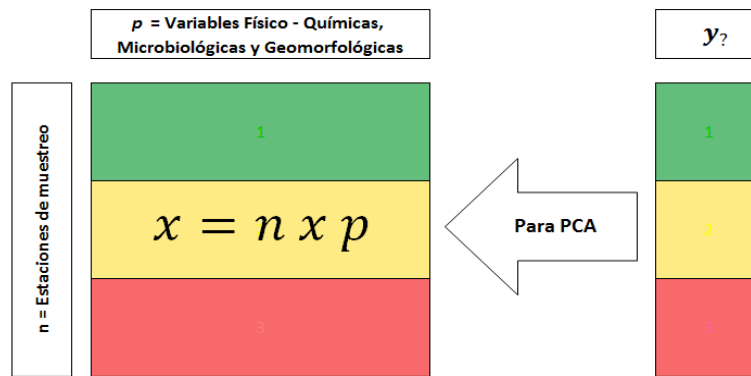 p = Variables Físico - Químicas,
Microbiológicas y Geomorfológicas
y?
n = Estaciones de muestreo
1
x = n x p
3
Para PCA
1
2
3